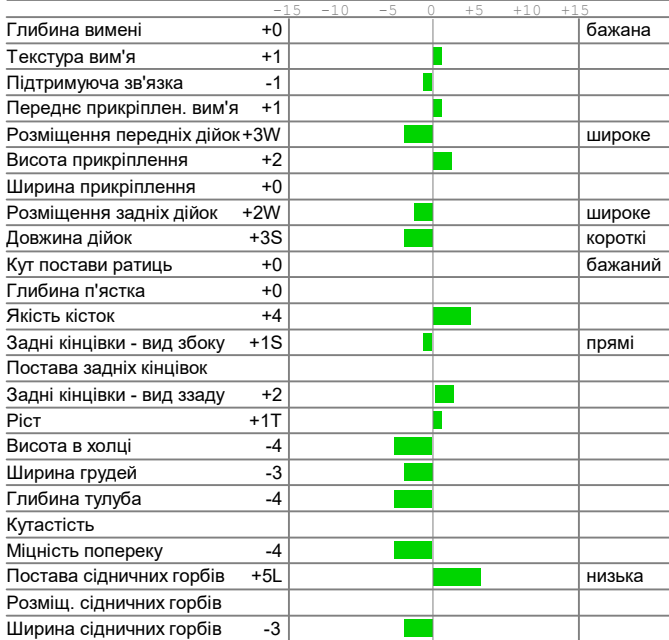 -15 -10 -5 0 +5 +10 +15
Глибина вимені +0 бажана
Текстура вим'я +1
Підтримуюча зв'язка -1
Переднє прикріплен. вим'я +1
Розміщення передніх дійок +3W широке
Висота прикріплення +2
Ширина прикріплення +0
Розміщення задніх дійок +2W широке
Довжина дійок +3S короткі
Кут постави ратиць +0 бажаний
Глибина п'ястка +0
Якість кісток +4
Задні кінцівки - вид збоку +1S прямі
Постава задніх кінцівок
Задні кінцівки - вид ззаду +2
Ріст +1T
Висота в холці -4
Ширина грудей -3
Глибина тулуба -4
Кутастість
Міцність попереку -4
Постава сідничних горбів +5L низька
Розміщ. сідничних горбів
Ширина сідничних горбів -3